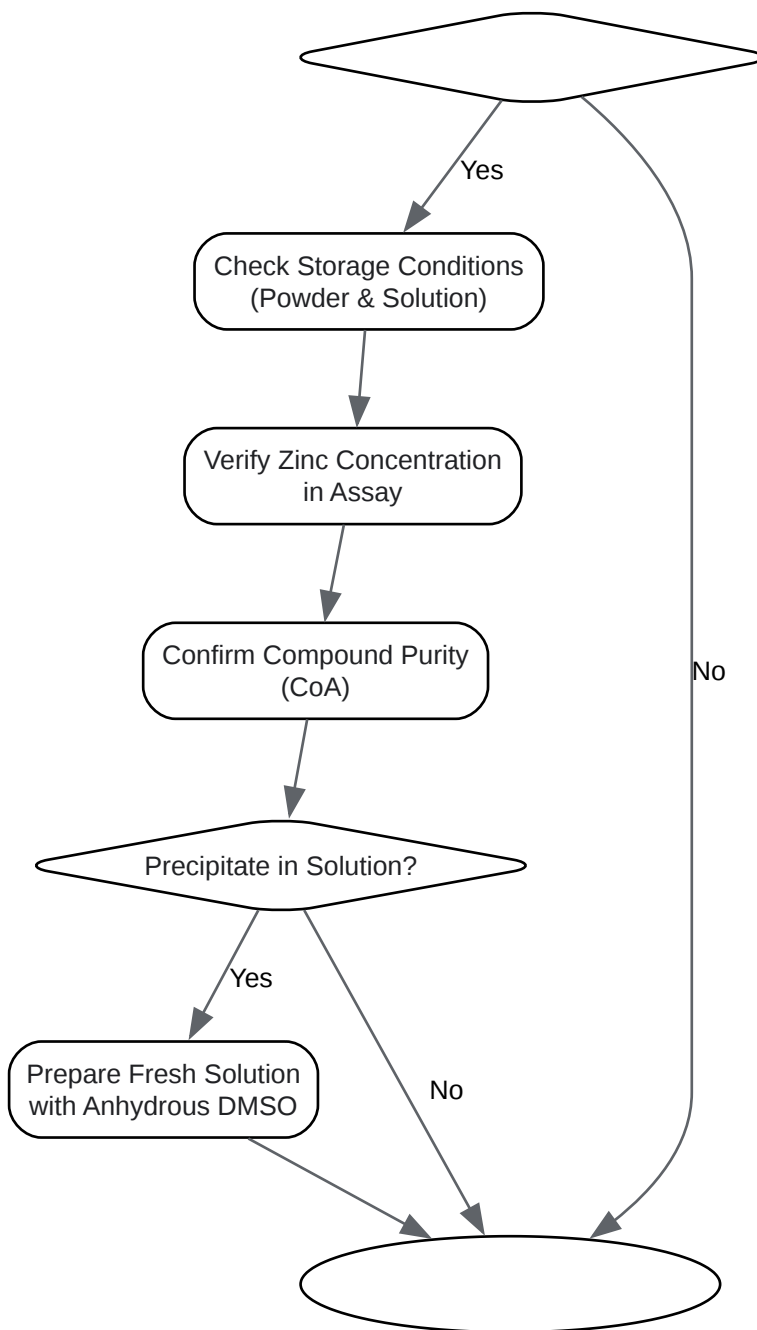 Yes
Check Storage Conditions
(Powder & Solution)
Verify Zinc Concentration
in Assay
Confirm Compound Purity
(CoA)
No
Precipitate in Solution?
Yes
Prepare Fresh Solution
with Anhydrous DMSO
No